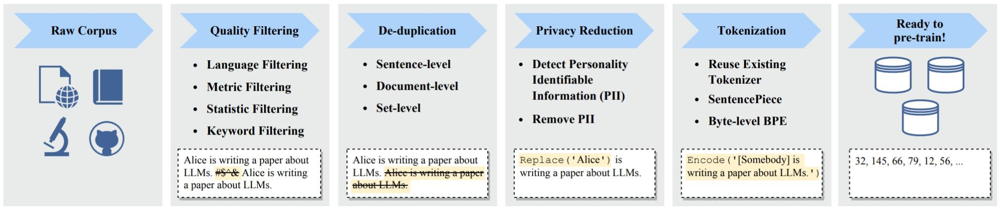 Raw Corpus
Quality Filtering
• Language Filtering
• Metric Filtering
• Statistic Filtering
• Keyword Filtering
Alice is writing a paper about
LLMs. #$^& Alice is writing
a paper about LLMs.
De-duplication
• Sentence-level
• Document-level
• Set-level
Alice is writing a paper about
LLMs. Alice is writing a paper
about LLMs.
Privacy Reduction
• Detect Personality
Identifiable
Information (PII)
• Remove PII
Replace('Alice') is
writing a paper about LLMs.
Tokenization
• Reuse Existing
Tokenizer
• SentencePiece
• Byte-level BPE
Encode('[Somebody] is
writing a paper about LLMs.')
Ready to
pre-train!
32, 145, 66, 79, 12, 56, ...